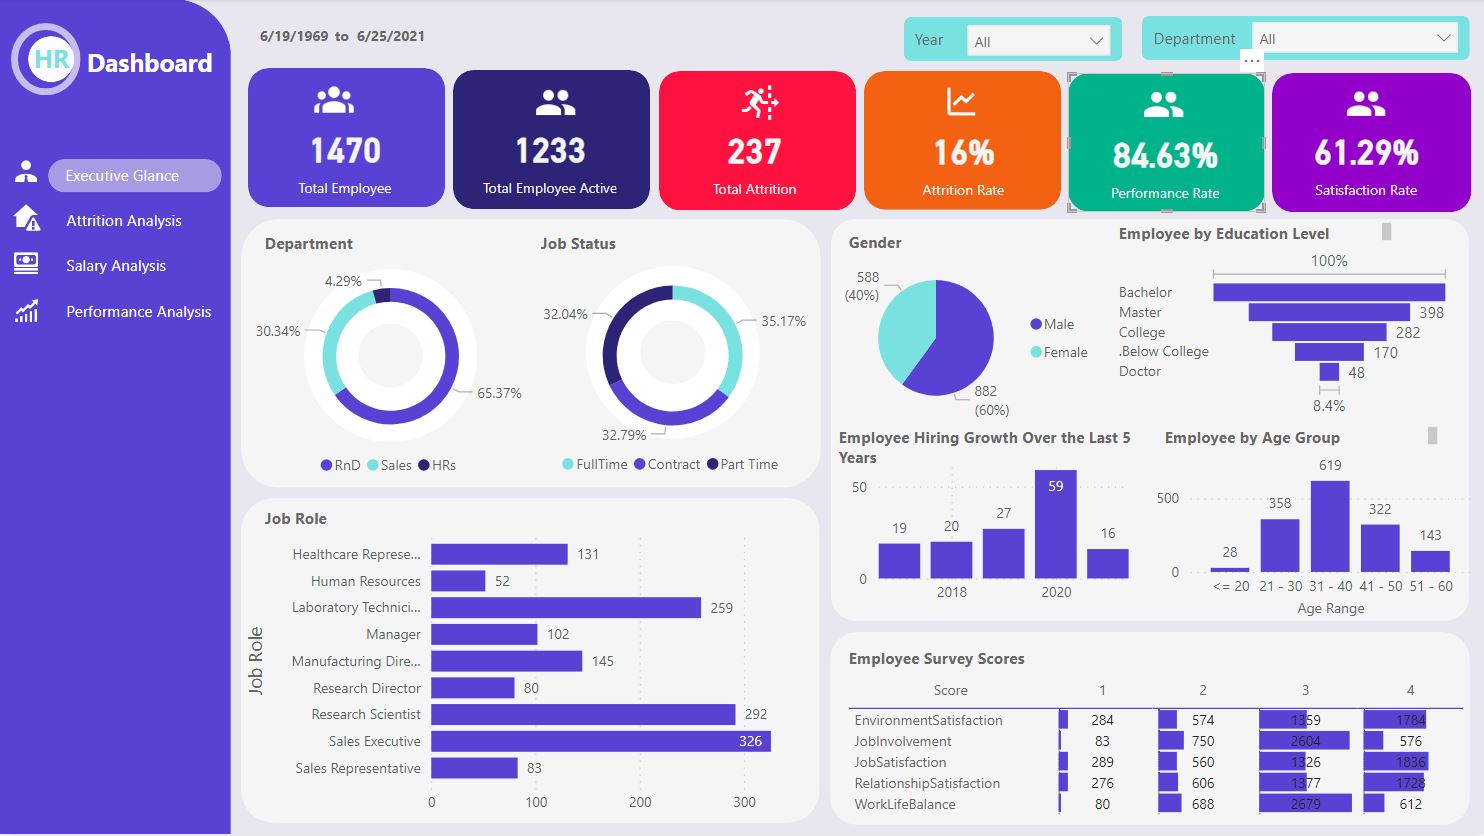 HR Dashboard
Executive Glance
Attrition Analysis
Salary Analysis
Performance Analysis
6/19/1969 to 6/25/2021
Year All
Department All
...
1470
Total Employee
1233
Total Employee Active
237
Total Attrition
16%
Attrition Rate
84.63%
Performance Rate
61.29%
Satisfaction Rate
Department
4.29%
30.34%
65.37%
RnD Sales HRs
Job Status
32.04%
35.17%
32.79%
FullTime Contract Part Time
Gender
588
(40%)
882
(60%)
Male
Female
Employee by Education Level
100%
Bachelor
Master 398
College 282
.Below College 170
Doctor 48
8.4%
Employee Hiring Growth Over the Last 5
Years
50
0
19
20
27
59
16
2018 2020
Employee by Age Group
500
0
28
358
619
322
143
<= 20 21 - 30 31 - 40 41 - 50 51 - 60
Age Range
Job Role
Job Role
Healthcare Represe... 131
Human Resources 52
Laboratory Technici... 259
Manager 102
Manufacturing Dire... 145
Research Director 80
Research Scientist 292
Sales Executive 326
Sales Representative 83
0 100 200 300
Employee Survey Scores
Score 1 2 3 4
EnvironmentSatisfaction 284 574 1359 1784
JobInvolvement 83 750 2604 576
JobSatisfaction 289 560 1326 1836
RelationshipSatisfaction 276 606 1377 1728
WorkLifeBalance 80 688 2679 612